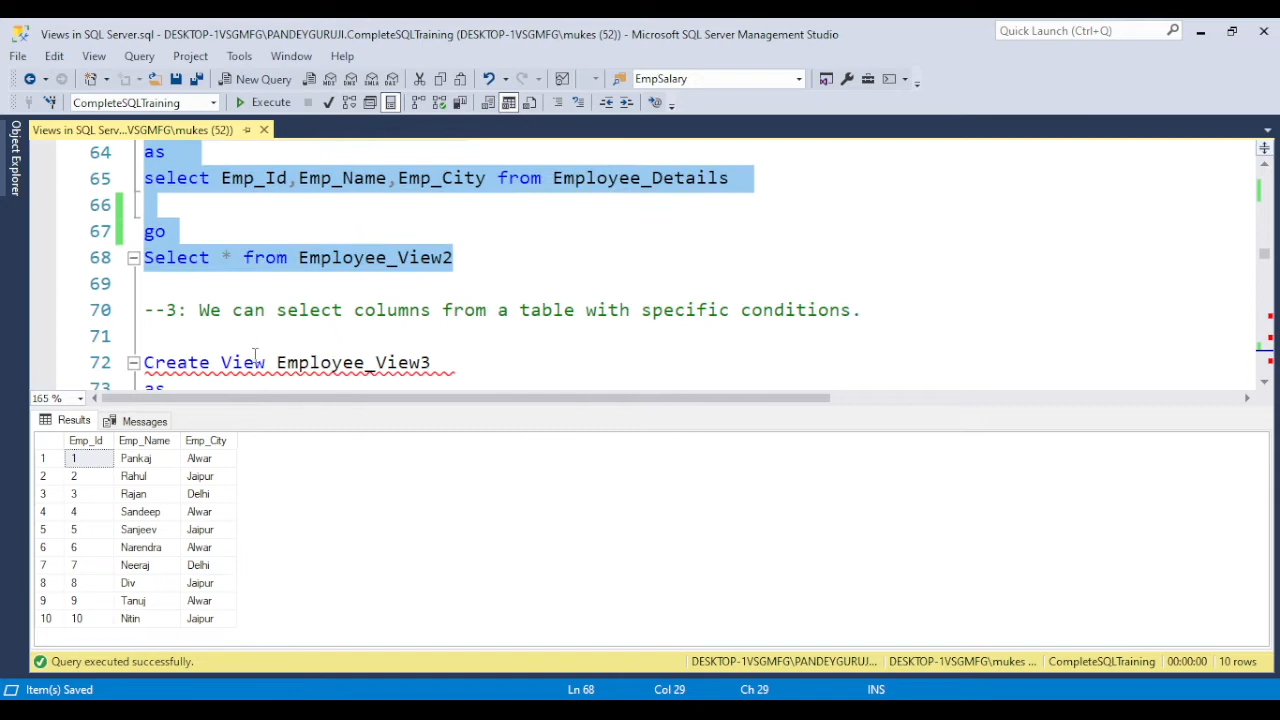 Views in SQL Server.sql - DESKTOP-1VSGMFG\PANDEYGURUJI.CompleteSQLTraining (DESKTOP-1VSGMFG\mukes (52)) - Microsoft SQL Server Management Studio
Quick Launch (Ctrl+Q)
File Edit View Query Project Tools Window Help
New Query EmpSalary
CompleteSQLTraining Execute
Views in SQL Serv...VSGMFG\mukes (52))
Object Explorer
64 as
65 select Emp_Id,Emp_Name,Emp_City from Employee_Details
66
67 go
68 Select * from Employee_View2
69
70 --3: We can select columns from a table with specific conditions.
71
72 Create View Employee_View3
73 as
165 %
Results Messages
Emp_Id Emp_Name Emp_City
1 1 Pankaj Alwar
2 2 Rahul Jaipur
3 3 Rajan Delhi
4 4 Sandeep Alwar
5 5 Sanjeev Jaipur
6 6 Narendra Alwar
7 7 Neeraj Delhi
8 8 Div Jaipur
9 9 Tanuj Alwar
10 10 Nitin Jaipur
Query executed successfully. DESKTOP-1VSGMFG\PANDEYGURUJ... DESKTOP-1VSGMFG\mukes ... CompleteSQLTraining 00:00:00 10 rows
Item(s) Saved Ln 68 Col 29 Ch 29 INS